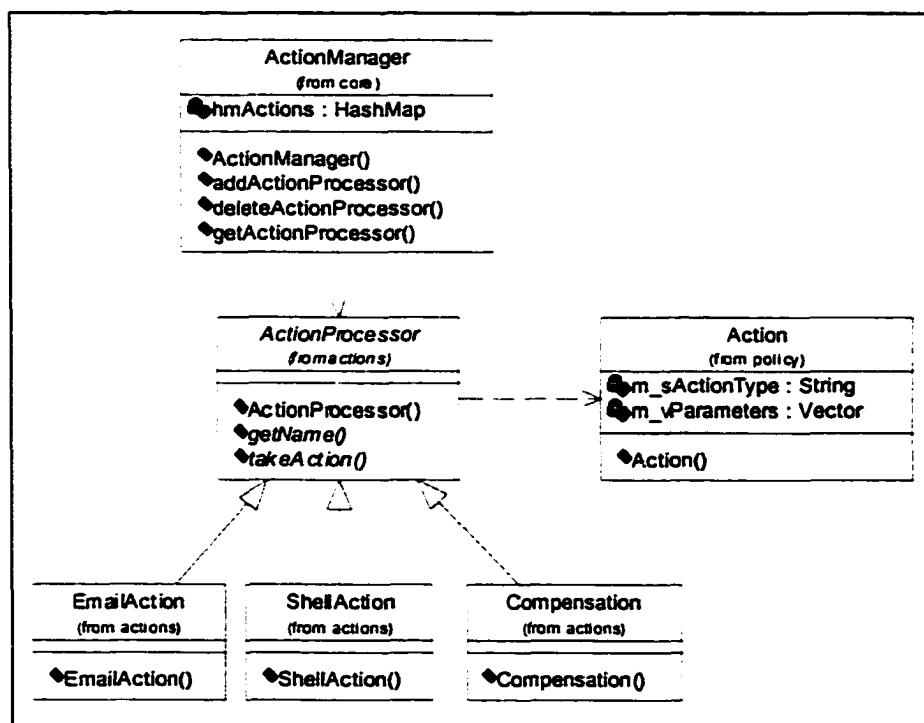 ActionManager
(from core)
hmActions : HashMap
ActionManager()
addActionProcessor()
deleteActionProcessor()
getActionProcessor()
ActionProcessor
(from actions)
ActionProcessor()
getName()
takeAction()
Action
(from policy)
m_sActionType : String
m_vParameters : Vector
Action()
EmailAction
(from actions)
EmailAction()
ShellAction
(from actions)
ShellAction()
Compensation
(from actions)
Compensation()